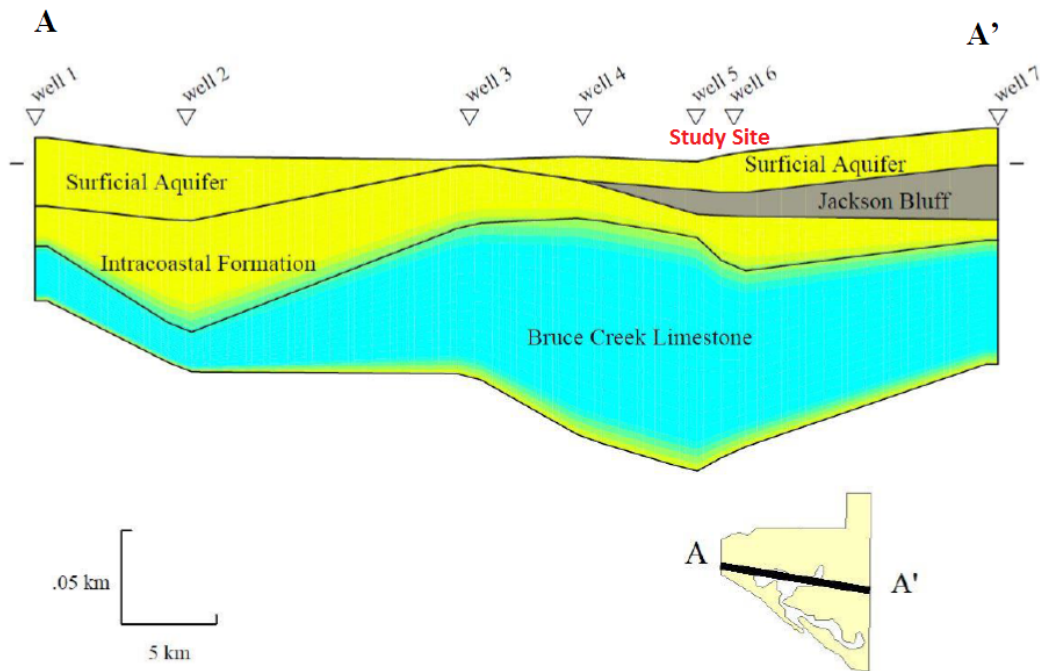 A
A’
well 1
well 2
well 3
well 4
well 5
well 6
well 7
Study Site
Surficial Aquifer
Surficial Aquifer
Jackson Bluff
Intracoastal Formation
Bruce Creek Limestone
.05 km
5 km
A
A'